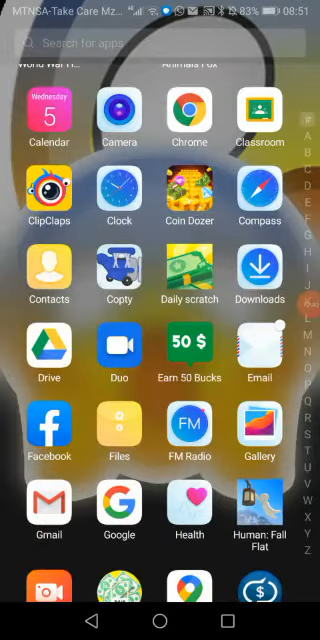 MTNSA-Take Care Mz... 83% 08:51
Search for apps
World War H... Animals Fox
Wednesday
5
Calendar Camera Chrome Classroom
ClipClaps Clock Coin Dozer Compass
Contacts Copty Daily scratch Downloads
50 $
Drive Duo Earn 50 Bucks Email
FM
Facebook Files FM Radio Gallery
Gmail Google Health Human: Fall
Flat
#
A
B
C
D
E
F
G
H
I
J
K
L
M
N
O
P
Q
R
S
T
U
V
W
X
Y
Z